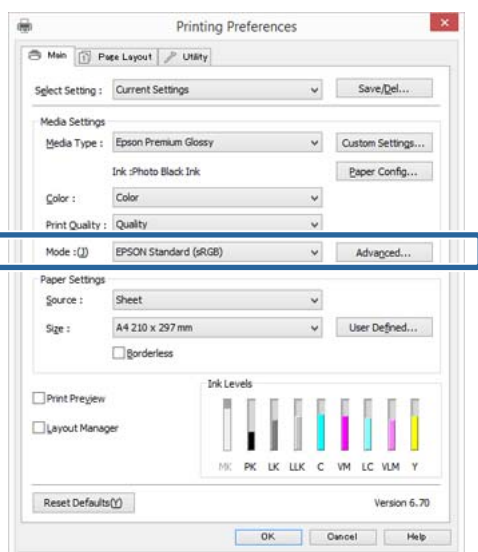 Printing Preferences
Main Page Layout Utility
Select Setting : Current Settings Save/Del...
Media Settings
Media Type : Epson Premium Glossy Custom Settings...
Ink :Photo Black Ink Paper Config...
Color : Color
Print Quality : Quality
Mode :(J) EPSON Standard (sRGB) Advanced...
Paper Settings
Source : Sheet
Size : A4 210 x 297 mm User Defined...
Borderless
Print Preview
Layout Manager
Ink Levels
MK PK LK LLK C VM LC VLM Y
Reset Defaults(Y) Version 6.70
OK Cancel Help